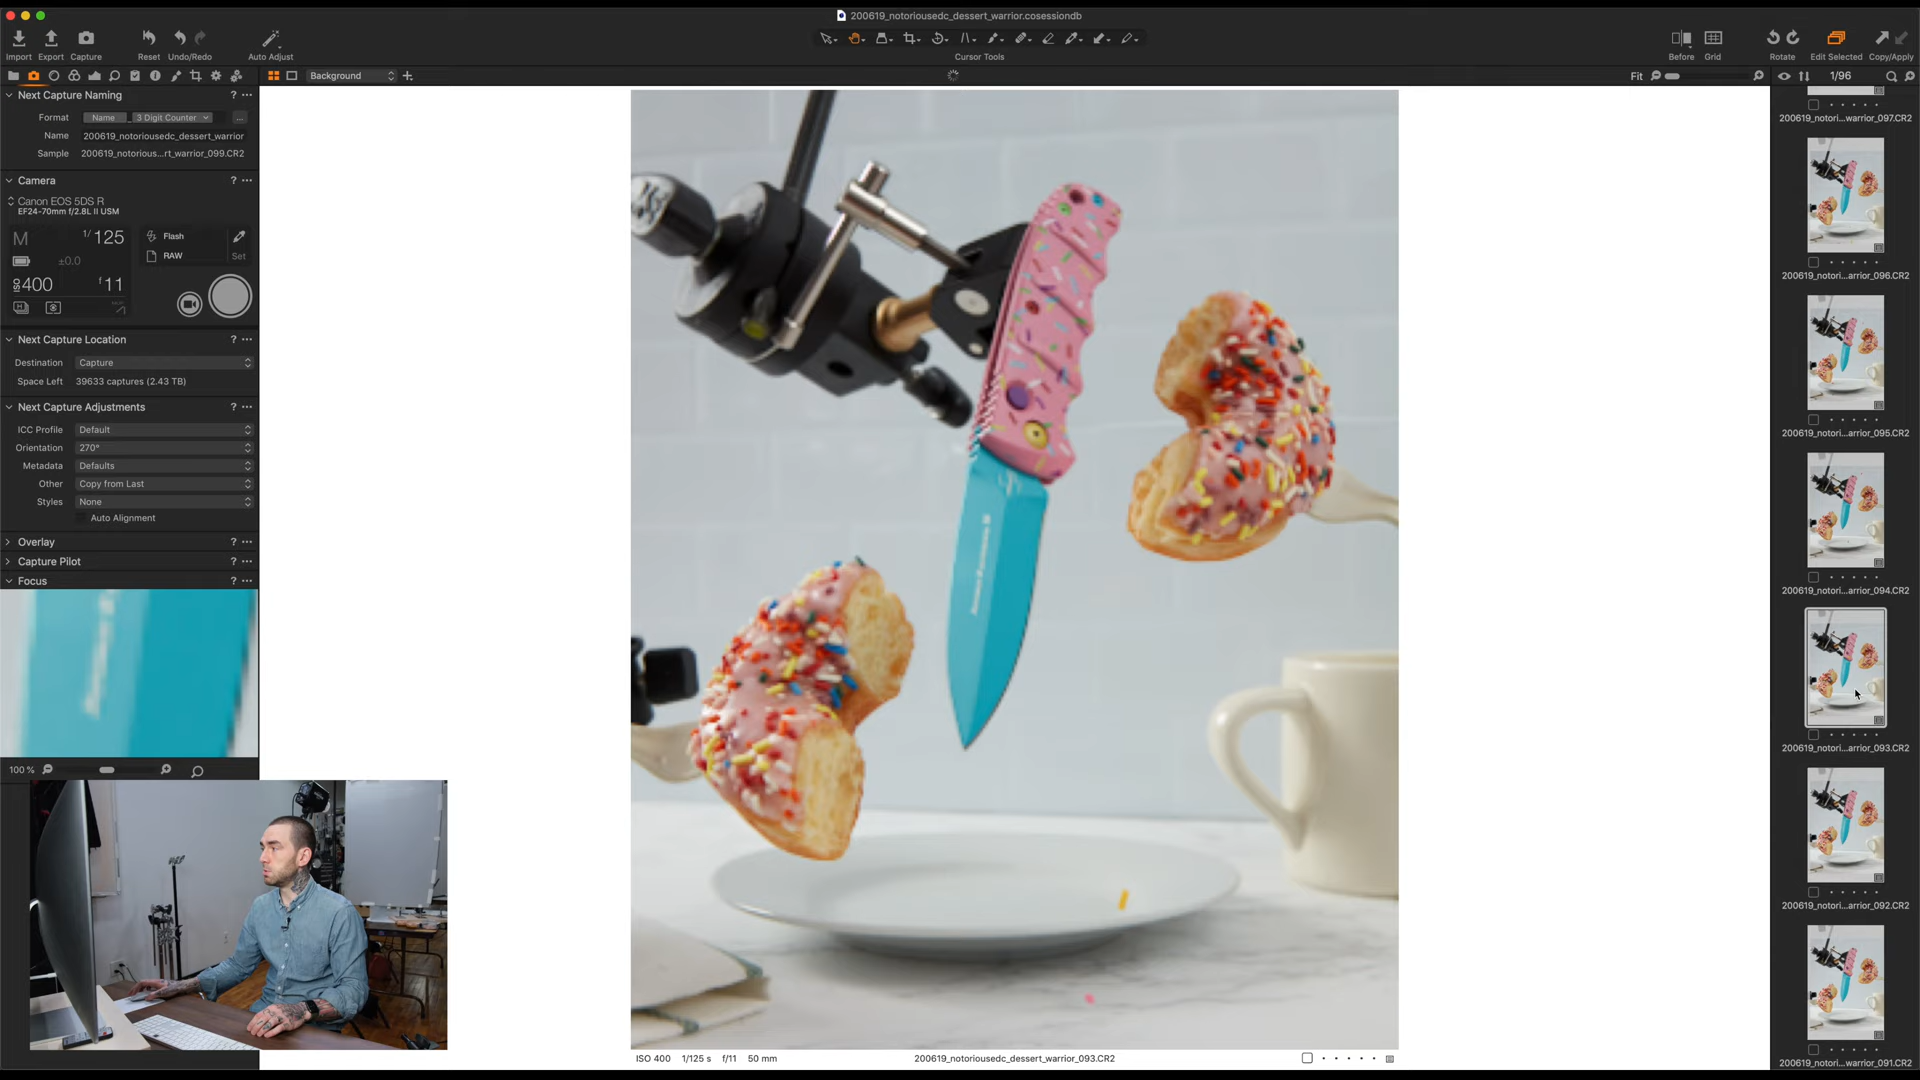 200619_notoriousedc_dessert_warrior.cosessiondb
Import Export Capture Reset Undo/Redo Auto Adjust Cursor Tools Before Grid Rotate Edit Selected Copy/Apply
Background
Fit
1/96
Next Capture Naming ? ...
Format Name _ 3 Digit Counter ...
Name 200619_notoriousedc_dessert_warrior
Sample 200619_notorious...rt_warrior_099.CR2
Camera ? ...
Canon EOS 5DS R
EF24-70mm f/2.8L II USM
M 1/125 Flash
±0.0 RAW Set
ISO 400 f 11
Next Capture Location ? ...
Destination Capture
Space Left 39633 captures (2.43 TB)
Next Capture Adjustments ? ...
ICC Profile Default
Orientation 270°
Metadata Defaults
Other Copy from Last
Styles None
Auto Alignment
Overlay ? ...
Capture Pilot ? ...
Focus ? ...
100 %
ISO 400 1/125 s f/11 50 mm
200619_notoriousedc_dessert_warrior_093.CR2
200619_notori...warrior_097.CR2
200619_notori...arrior_096.CR2
200619_notori...arrior_095.CR2
200619_notori...arrior_094.CR2
200619_notori...arrior_093.CR2
200619_notori...arrior_092.CR2
200619_notori...warrior_091.CR2